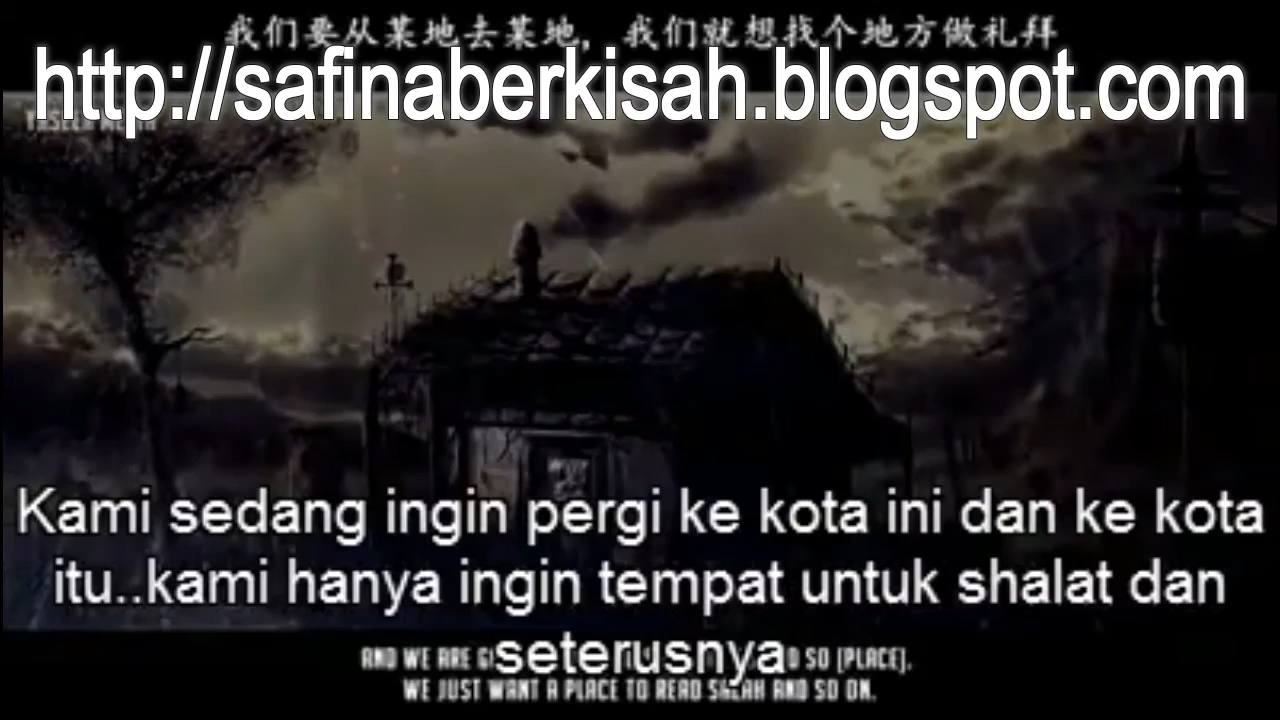 我们要从某地去某地，我们就想找个地方做礼拜
http://safinaberkisah.blogspot.com
Kami sedang ingin pergi ke kota ini dan ke kota
itu..kami hanya ingin tempat untuk shalat dan
seterusnya
AND WE ARE SO (PLACE).
WE JUST WANT A PLACE TO READ SALAH AND SO ON.